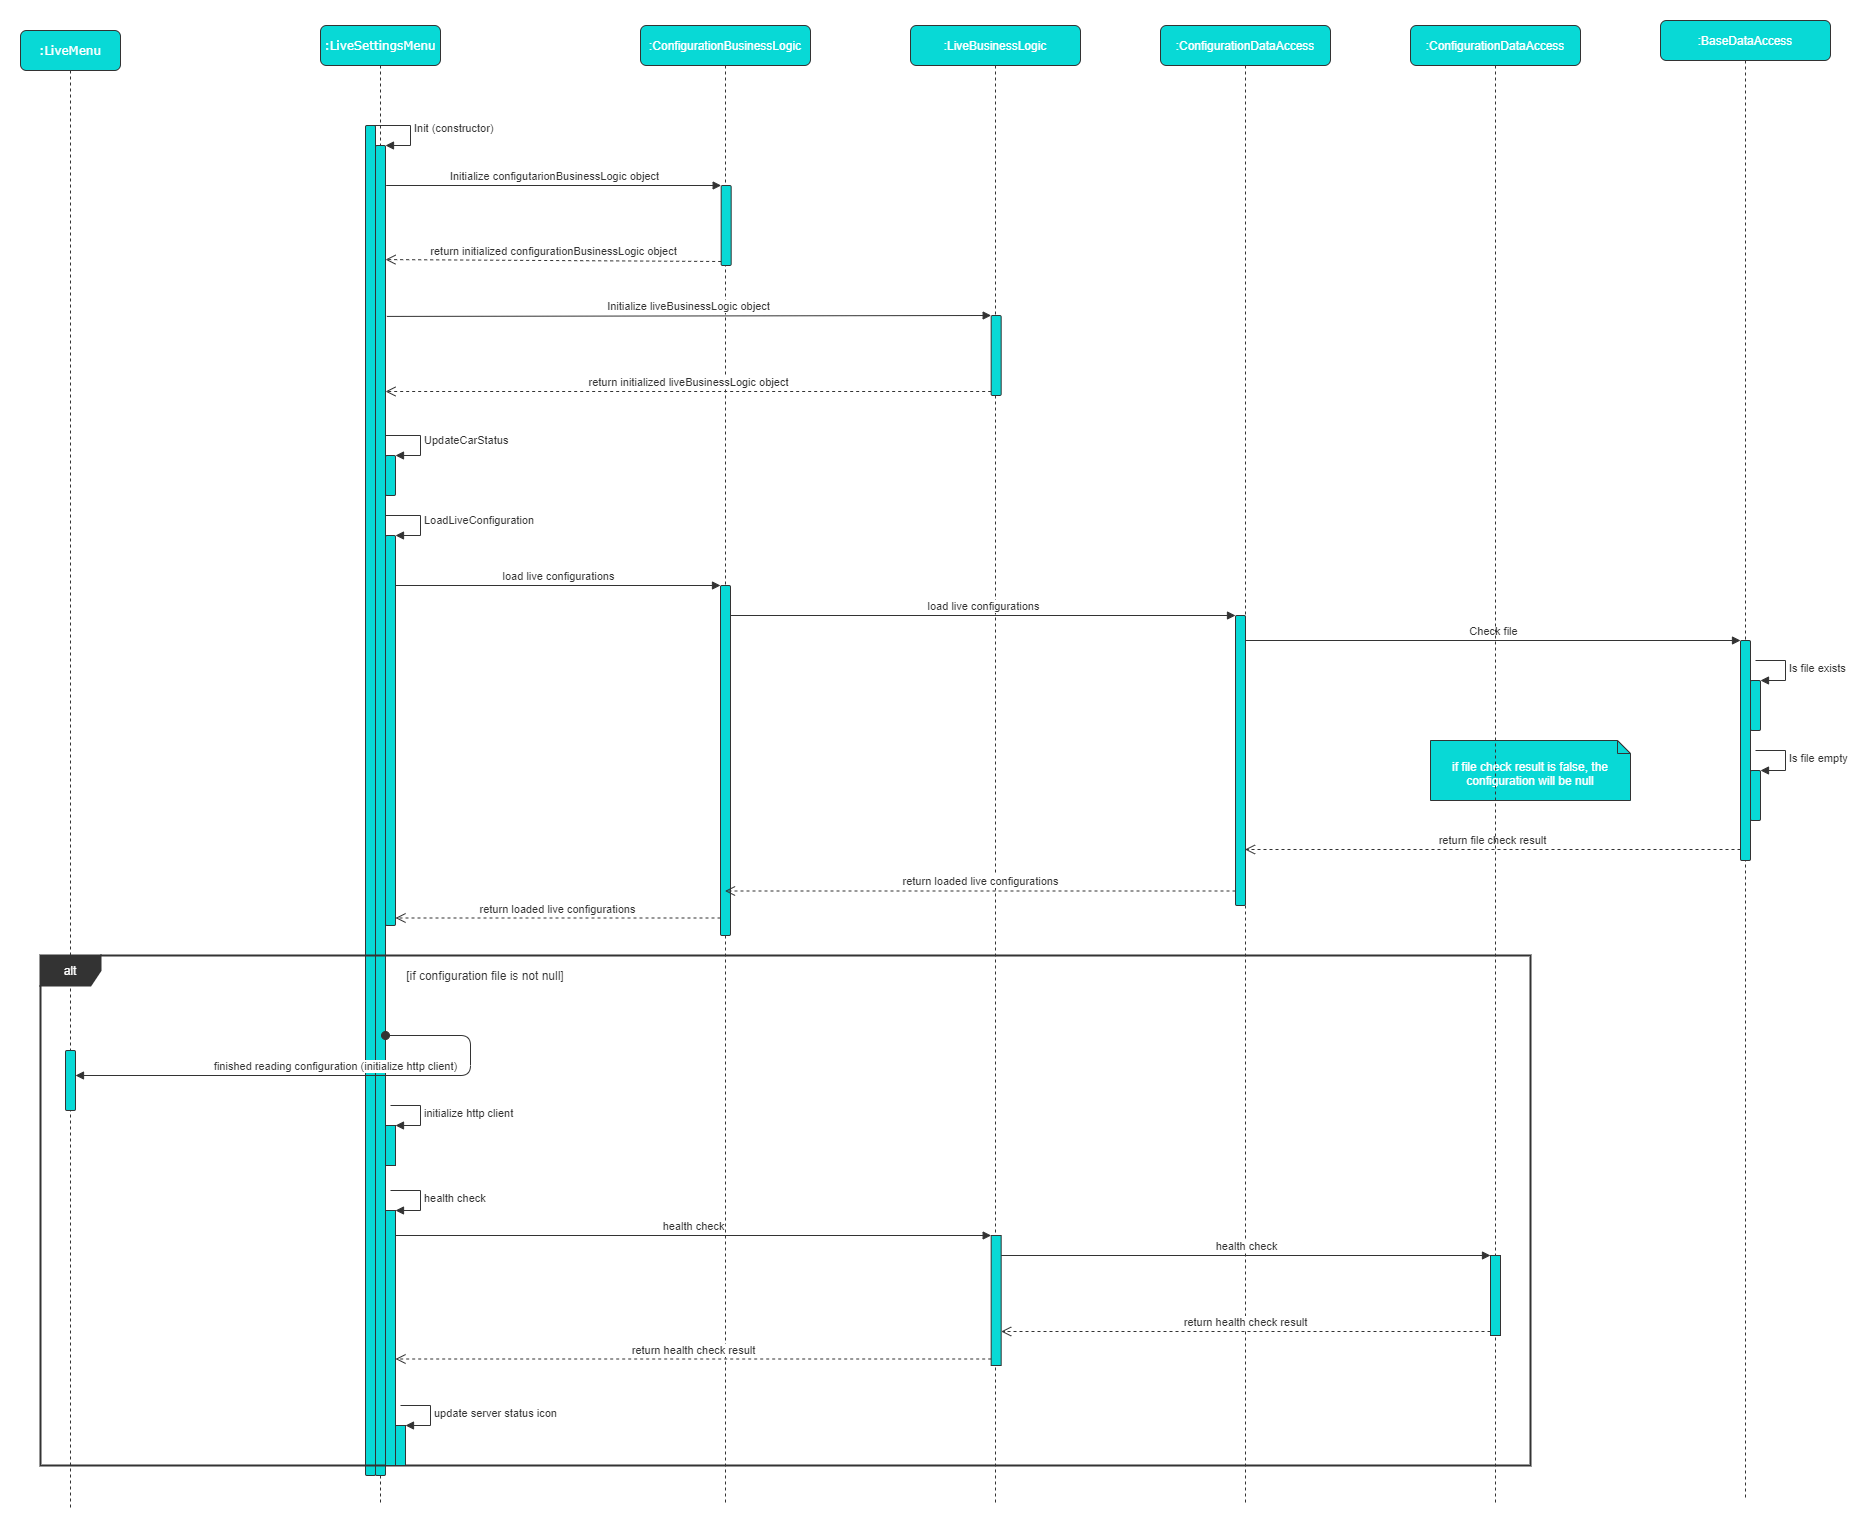 :LiveMenu
:LiveSettingsMenu
:ConfigurationBusinessLogic
:LiveBusinessLogic
:ConfigurationDataAccess
:ConfigurationDataAccess
:BaseDataAccess
Init (constructor)
Initialize configutarionBusinessLogic object
return initialized configurationBusinessLogic object
Initialize liveBusinessLogic object
return initialized liveBusinessLogic object
UpdateCarStatus
LoadLiveConfiguration
load live configurations
load live configurations
Check file
Is file exists
if file check result is false, the
configuration will be null
Is file empty
return file check result
return loaded live configurations
return loaded live configurations
alt
[if configuration file is not null]
finished reading configuration (initialize http client)
initialize http client
health check
health check
health check
return health check result
return health check result
update server status icon